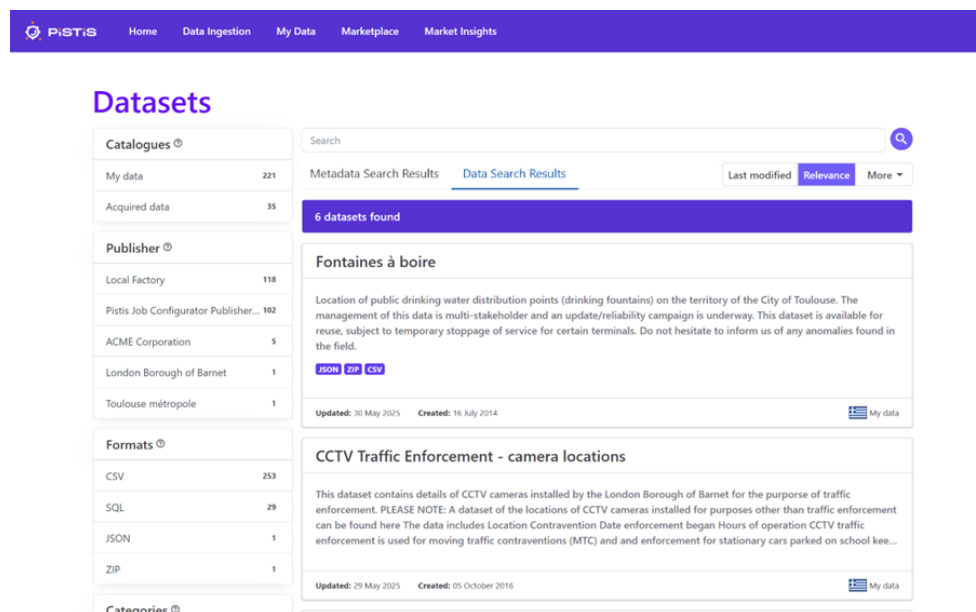 PiSTiS
Home Data Ingestion My Data Marketplace Market Insights
Datasets
Catalogues
My data 221
Acquired data 35
Publisher
Local Factory 118
Pistis Job Configurator Publisher... 102
ACME Corporation 5
London Borough of Barnet 1
Toulouse métropole 1
Formats
CSV 253
SQL 29
JSON 1
ZIP 1
Categories
Search
Metadata Search Results Data Search Results
Last modified Relevance More
6 datasets found
Fontaines à boire
Location of public drinking water distribution points (drinking fountains) on the territory of the City of Toulouse. The
management of this data is multi-stakeholder and an update/reliability campaign is underway. This dataset is available for
reuse, subject to temporary stoppage of service for certain terminals. Do not hesitate to inform us of any anomalies found in
the field.
JSON ZIP CSV
Updated: 30 May 2025 Created: 16 July 2014 My data
CCTV Traffic Enforcement - camera locations
This dataset contains details of CCTV cameras installed by the London Borough of Barnet for the purporse of traffic
enforcement. PLEASE NOTE: A dataset of the locations of CCTV cameras installed for purposes other than traffic enforcement
can be found here The data includes Location Contravention Date enforcement began Hours of operation CCTV traffic
enforcement is used for moving traffic contraventions (MTC) and and enforcement for stationary cars parked on school kee...
Updated: 29 May 2025 Created: 05 October 2016 My data